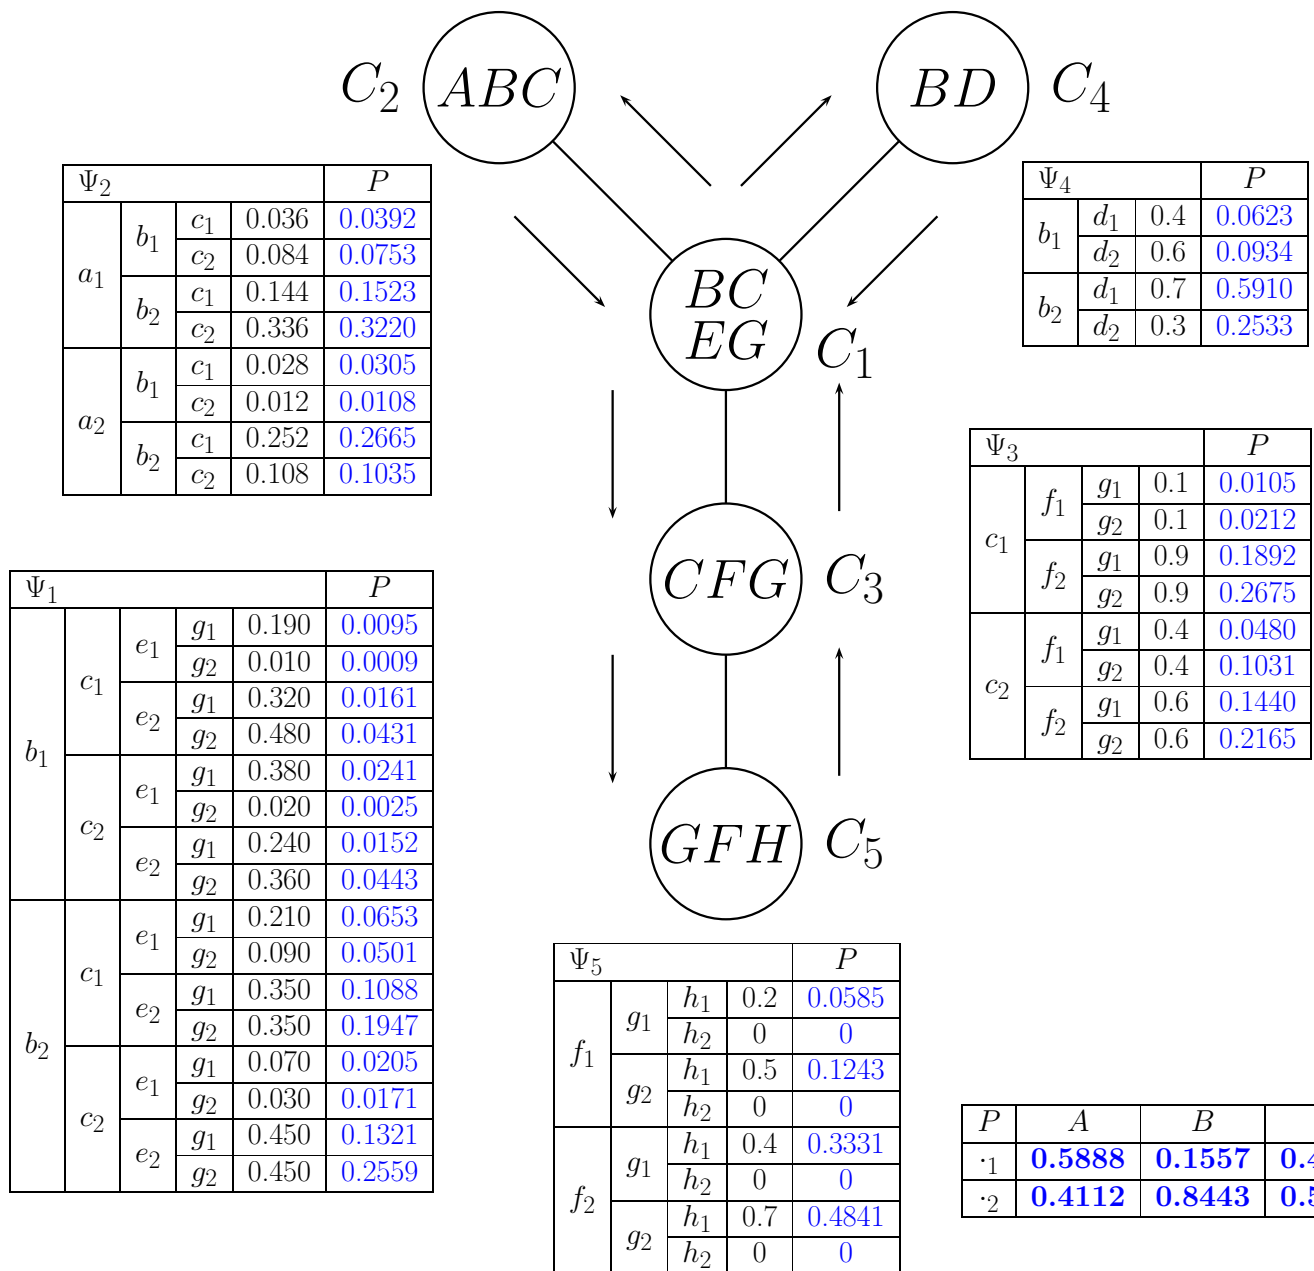 C2 ABC BD C4
Ψ2 P
a1 b1 c1 0.036 0.0392
c2 0.084 0.0753
b2 c1 0.144 0.1523
c2 0.336 0.3220
a2 b1 c1 0.028 0.0305
c2 0.012 0.0108
b2 c1 0.252 0.2665
c2 0.108 0.1035
Ψ4 P
b1 d1 0.4 0.0623
d2 0.6 0.0934
b2 d1 0.7 0.5910
d2 0.3 0.2533
BC
EG
C1
Ψ3 P
c1 f1 g1 0.1 0.0105
g2 0.1 0.0212
f2 g1 0.9 0.1892
g2 0.9 0.2675
c2 f1 g1 0.4 0.0480
g2 0.4 0.1031
f2 g1 0.6 0.1440
g2 0.6 0.2165
CFG C3
Ψ1 P
b1 c1 e1 g1 0.190 0.0095
g2 0.010 0.0009
e2 g1 0.320 0.0161
g2 0.480 0.0431
c2 e1 g1 0.380 0.0241
g2 0.020 0.0025
e2 g1 0.240 0.0152
g2 0.360 0.0443
b2 c1 e1 g1 0.210 0.0653
g2 0.090 0.0501
e2 g1 0.350 0.1088
g2 0.350 0.1947
c2 e1 g1 0.070 0.0205
g2 0.030 0.0171
e2 g1 0.450 0.1321
g2 0.450 0.2559
GFH C5
Ψ5 P
f1 g1 h1 0.2 0.0585
h2 0 0
g2 h1 0.5 0.1243
h2 0 0
f2 g1 h1 0.4 0.3331
h2 0 0
g2 h1 0.7 0.4841
h2 0 0
P A B
·1 0.5888 0.1557
·2 0.4112 0.8443